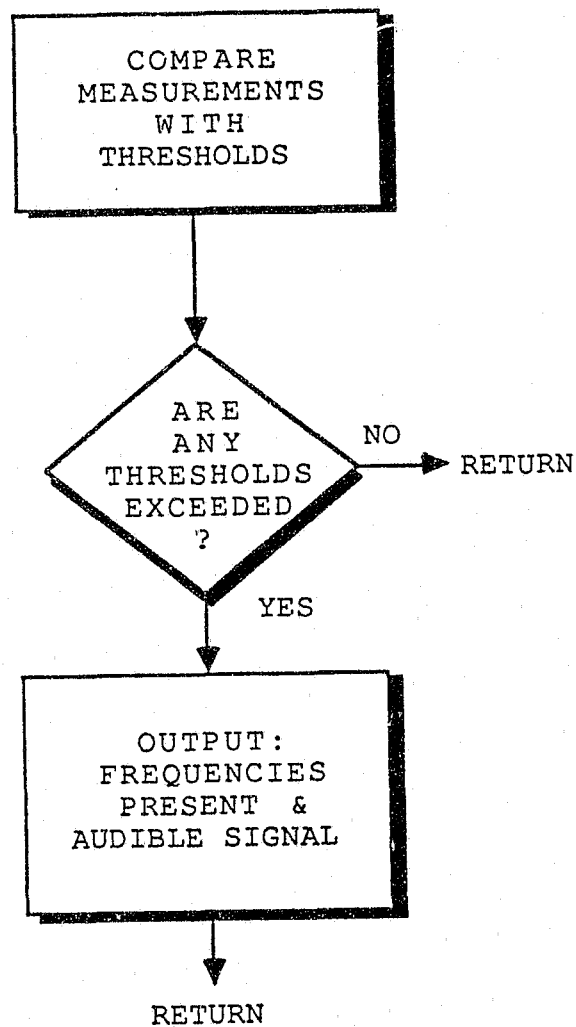 COMPARE
MEASUREMENTS
WITH
THRESHOLDS
ARE
ANY
THRESHOLDS
EXCEEDED
?
NO
RETURN
YES
OUTPUT:
FREQUENCIES
PRESENT &
AUDIBLE SIGNAL
RETURN